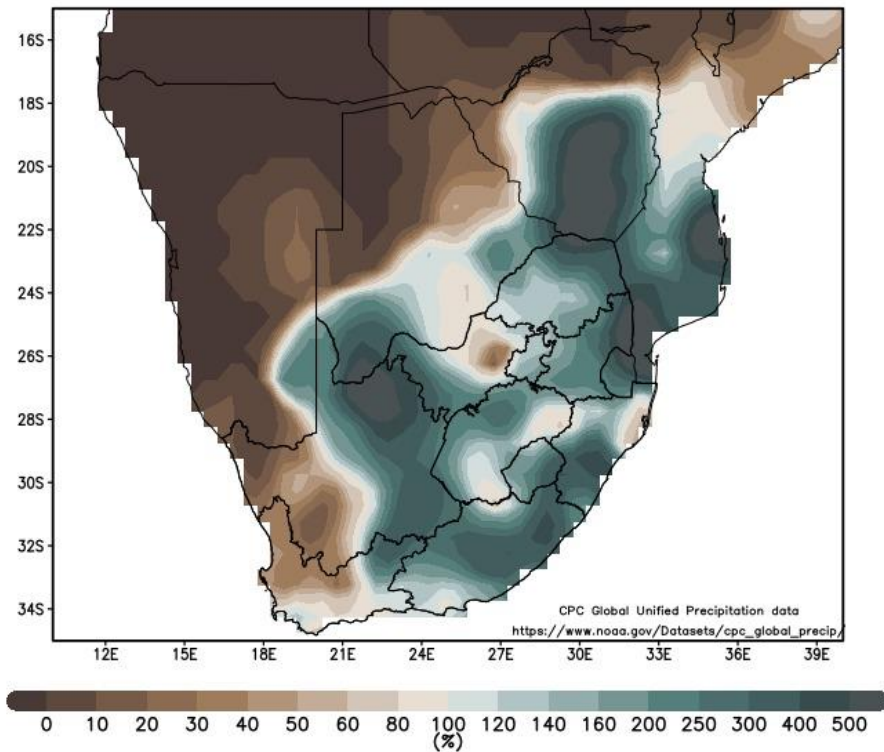 16S
18S
20S
22S
24S
26S
28S
30S
32S
34S
CPC Global Unified Precipitation data
https://www.noaa.gov/Datasets/cpc_global_precip/
12E 15E 18E 21E 24E 27E 30E 33E 36E 39E
0 10 20 30 40 50 60 80 100 120 140 160 200 250 300 400 500
(%)